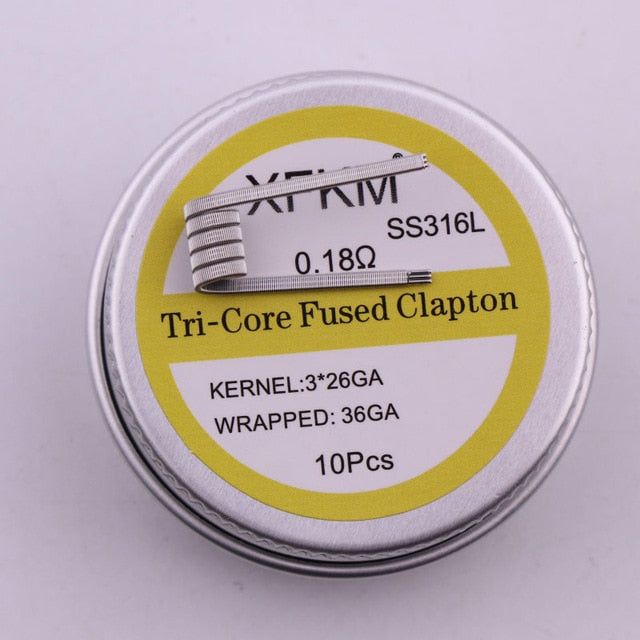 XFKM®
SS316L
0.18Ω
Tri-Core Fused Clapton
KERNEL:3*26GA
WRAPPED: 36GA
10Pcs